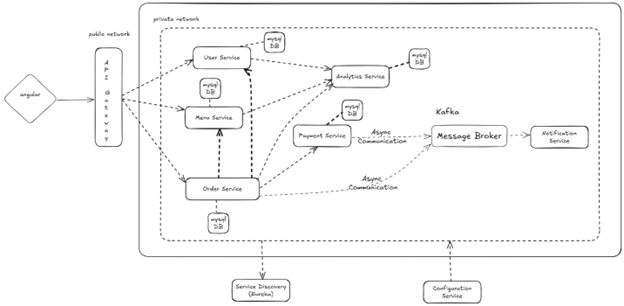 private network
public network
mysql
DB
User Service
mysql
DB
Analytics Service
angular
API Gateway
mysql
DB
Menu Service
mysql
DB
Payment Service
Async
Communication
Kafka
Message Broker
Notification
Service
Async
Communication
Order Service
mysql
DB
Service Discovery
(Eureka)
Configuration
Service